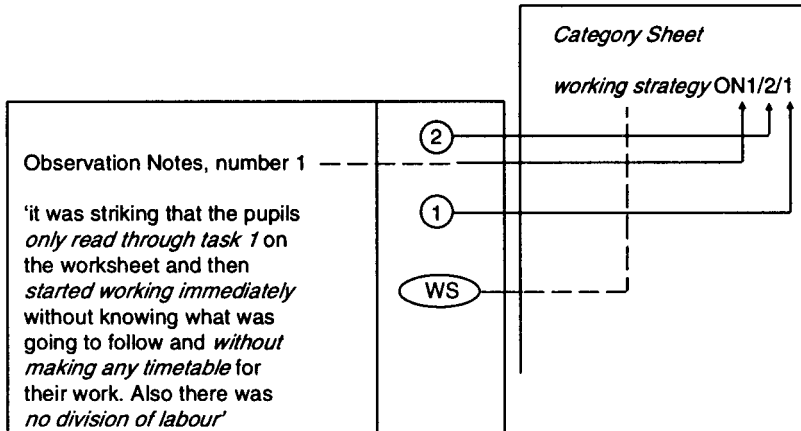 Category Sheet
working strategy ON1/2/1
2
Observation Notes, number 1
1
'it was striking that the pupils
only read through task 1 on
the worksheet and then
started working immediately
WS
without knowing what was
going to follow and without
making any timetable for
their work. Also there was
no division of labour'